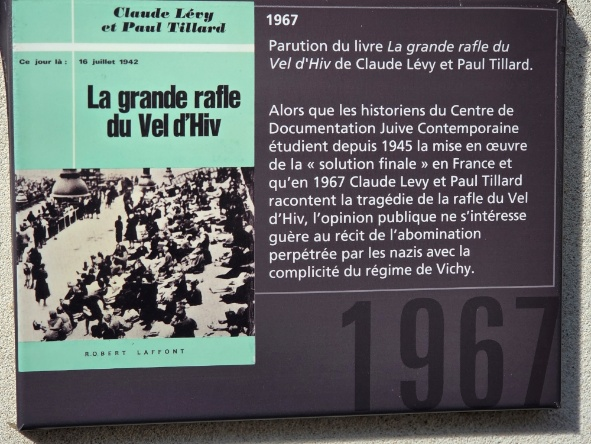 Claude Lévy
et Paul Tillard
Ce jour là : 16 juillet 1942
La grande rafle
du Vel d'Hiv
ROBERT LAFFONT
1967
Parution du livre La grande rafle du
Vel d'Hiv de Claude Lévy et Paul Tillard.
Alors que les historiens du Centre de
Documentation Juive Contemporaine
étudient depuis 1945 la mise en œuvre
de la « solution finale » en France et
qu'en 1967 Claude Levy et Paul Tillard
racontent la tragédie de la rafle du Vel
d'Hiv, l'opinion publique ne s'intéresse
guère au récit de l'abomination
perpétrée par les nazis avec la
complicité du régime de Vichy.
1967